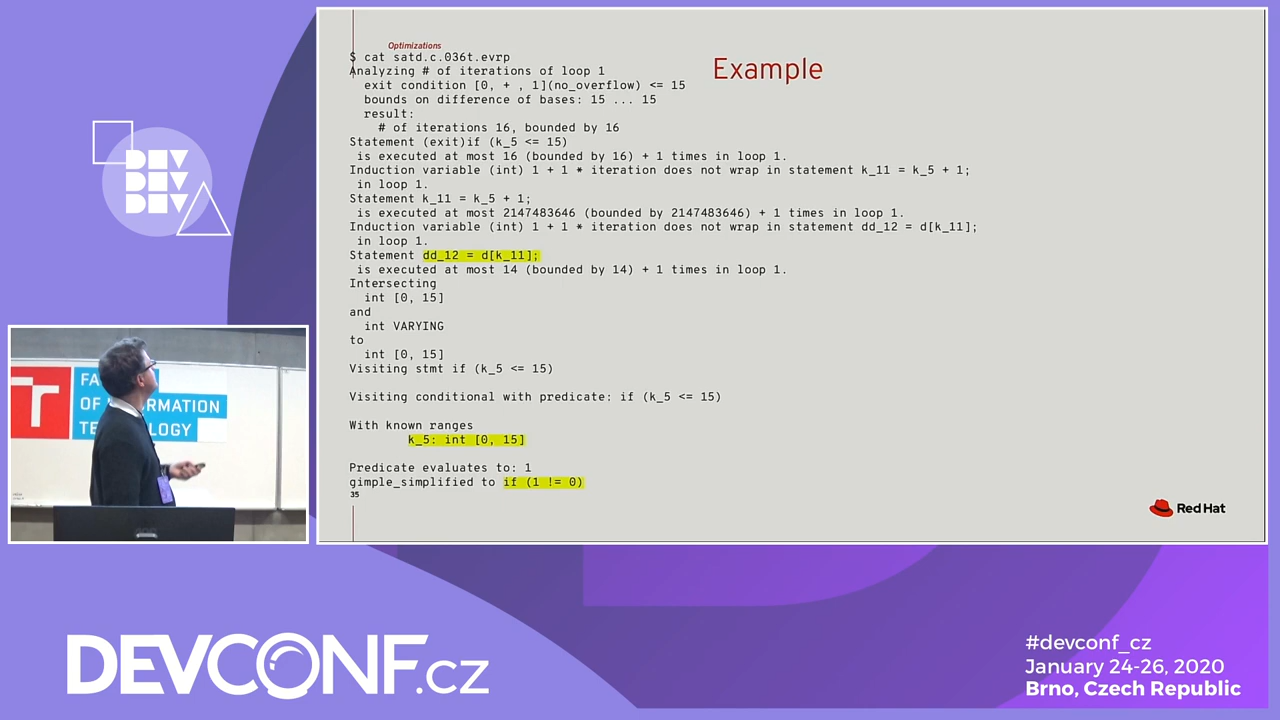 Optimizations
Example
$ cat satd.c.036t.evrp
Analyzing # of iterations of loop 1
exit condition [0, + , 1](no_overflow) <= 15
bounds on difference of bases: 15 ... 15
result:
# of iterations 16, bounded by 16
Statement (exit)if (k_5 <= 15)
is executed at most 16 (bounded by 16) + 1 times in loop 1.
Induction variable (int) 1 + 1 * iteration does not wrap in statement k_11 = k_5 + 1;
in loop 1.
Statement k_11 = k_5 + 1;
is executed at most 2147483646 (bounded by 2147483646) + 1 times in loop 1.
Induction variable (int) 1 + 1 * iteration does not wrap in statement dd_12 = d[k_11];
in loop 1.
Statement dd_12 = d[k_11];
is executed at most 14 (bounded by 14) + 1 times in loop 1.
Intersecting
int [0, 15]
and
int VARYING
to
int [0, 15]
Visiting stmt if (k_5 <= 15)
Visiting conditional with predicate: if (k_5 <= 15)
With known ranges
k_5: int [0, 15]
Predicate evaluates to: 1
gimple_simplified to if (1 != 0)
35
Red Hat
DEV
DEV
DEV
OF
TE
DEVCONF.cz
#devconf_cz
January 24-26, 2020
Brno, Czech Republic